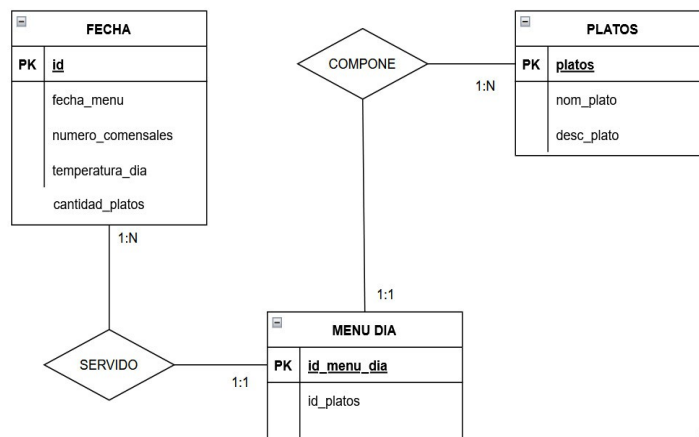 FECHA
PK id
fecha_menu
numero_comensales
temperatura_dia
cantidad_platos
1:N
COMPONE
1:N
PLATOS
PK platos
nom_plato
desc_plato
1:1
SERVIDO
1:1
MENU DIA
PK id_menu_dia
id_platos